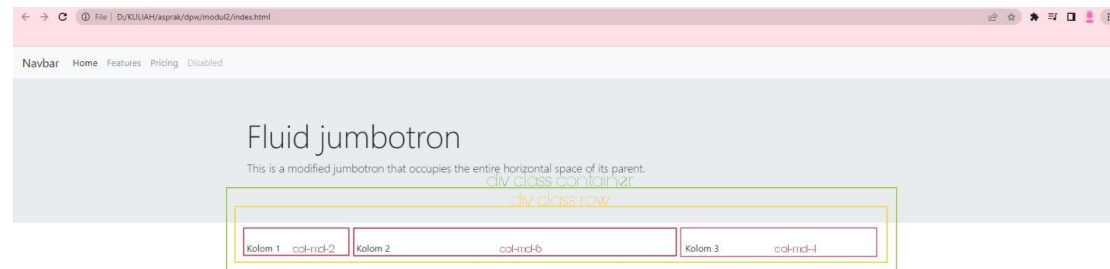 File | D:/KULIAH/asprak/dpw/modul2/index.html
Navbar Home Features Pricing Disabled
Fluid jumbotron
This is a modified jumbotron that occupies the entire horizontal space of its parent.
div class container
div class row
Kolom 1 col-md-2 Kolom 2 col-md-6 Kolom 3 col-md-4